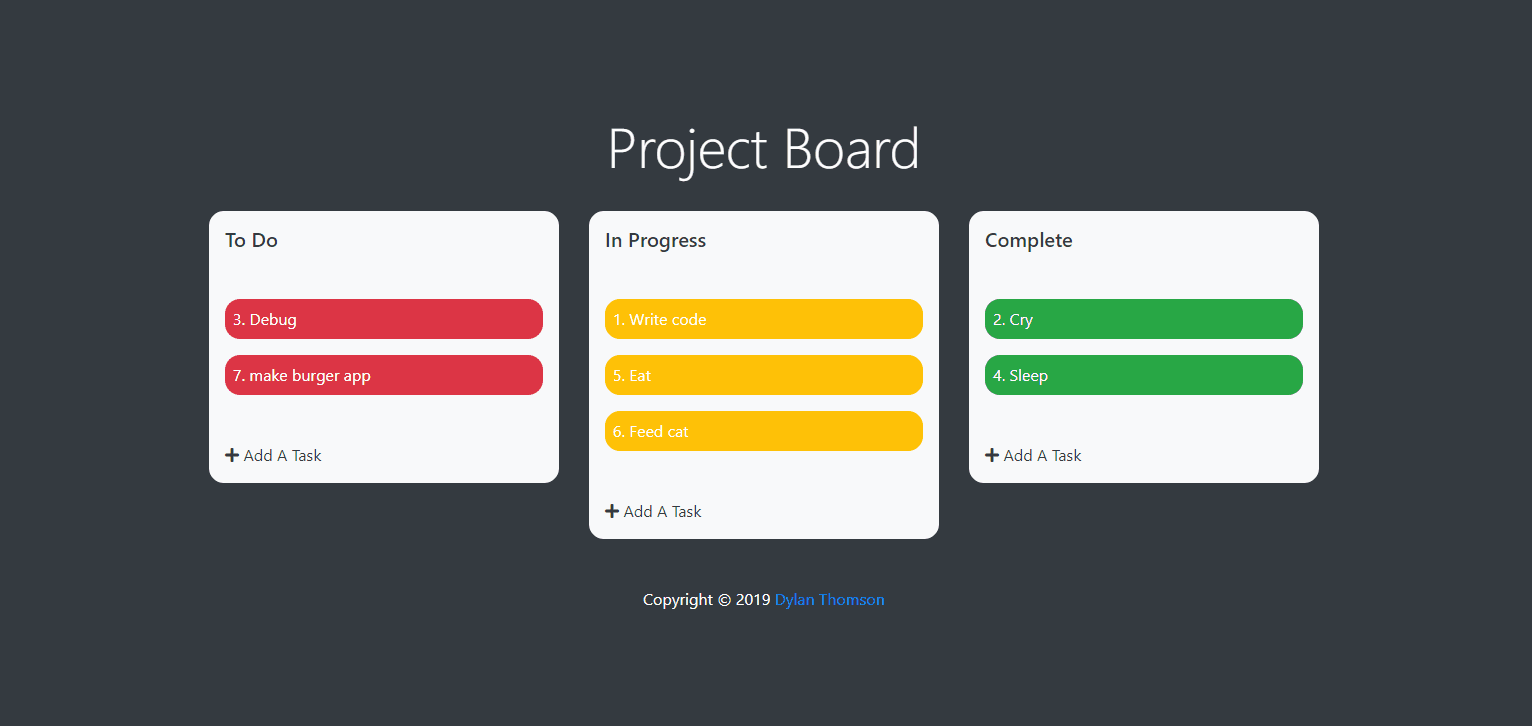 Project Board
To Do
3. Debug
7. make burger app
Add A Task
In Progress
1. Write code
5. Eat
6. Feed cat
Add A Task
Complete
2. Cry
4. Sleep
Add A Task
Copyright © 2019 Dylan Thomson